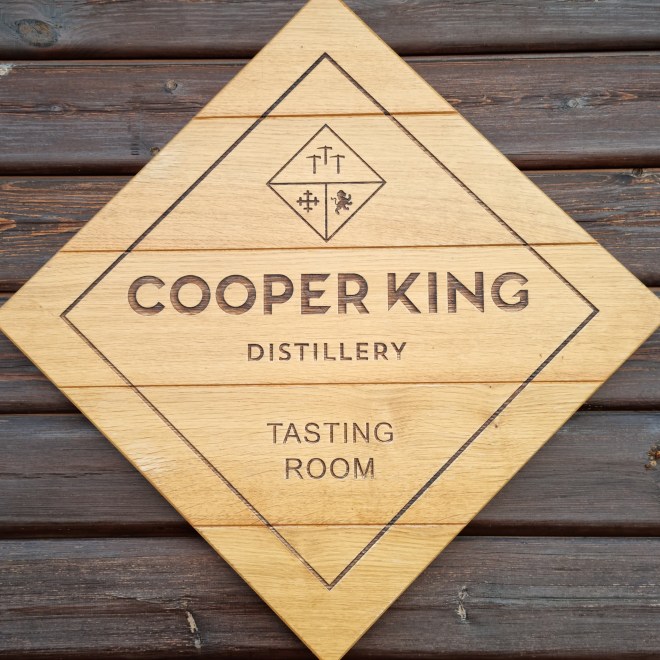 COOPER KING
DISTILLERY
TASTING
ROOM